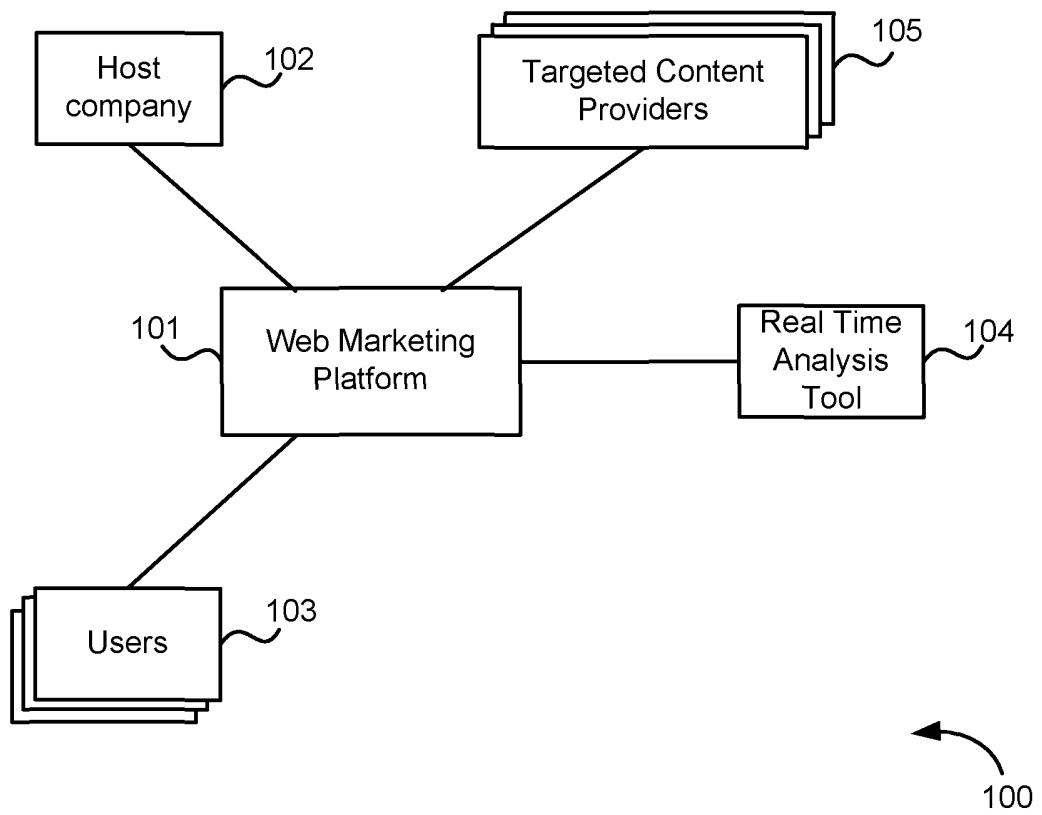 Host
company
102
Targeted Content
Providers
105
101
Web Marketing
Platform
Real Time
Analysis
Tool
104
Users
103
100